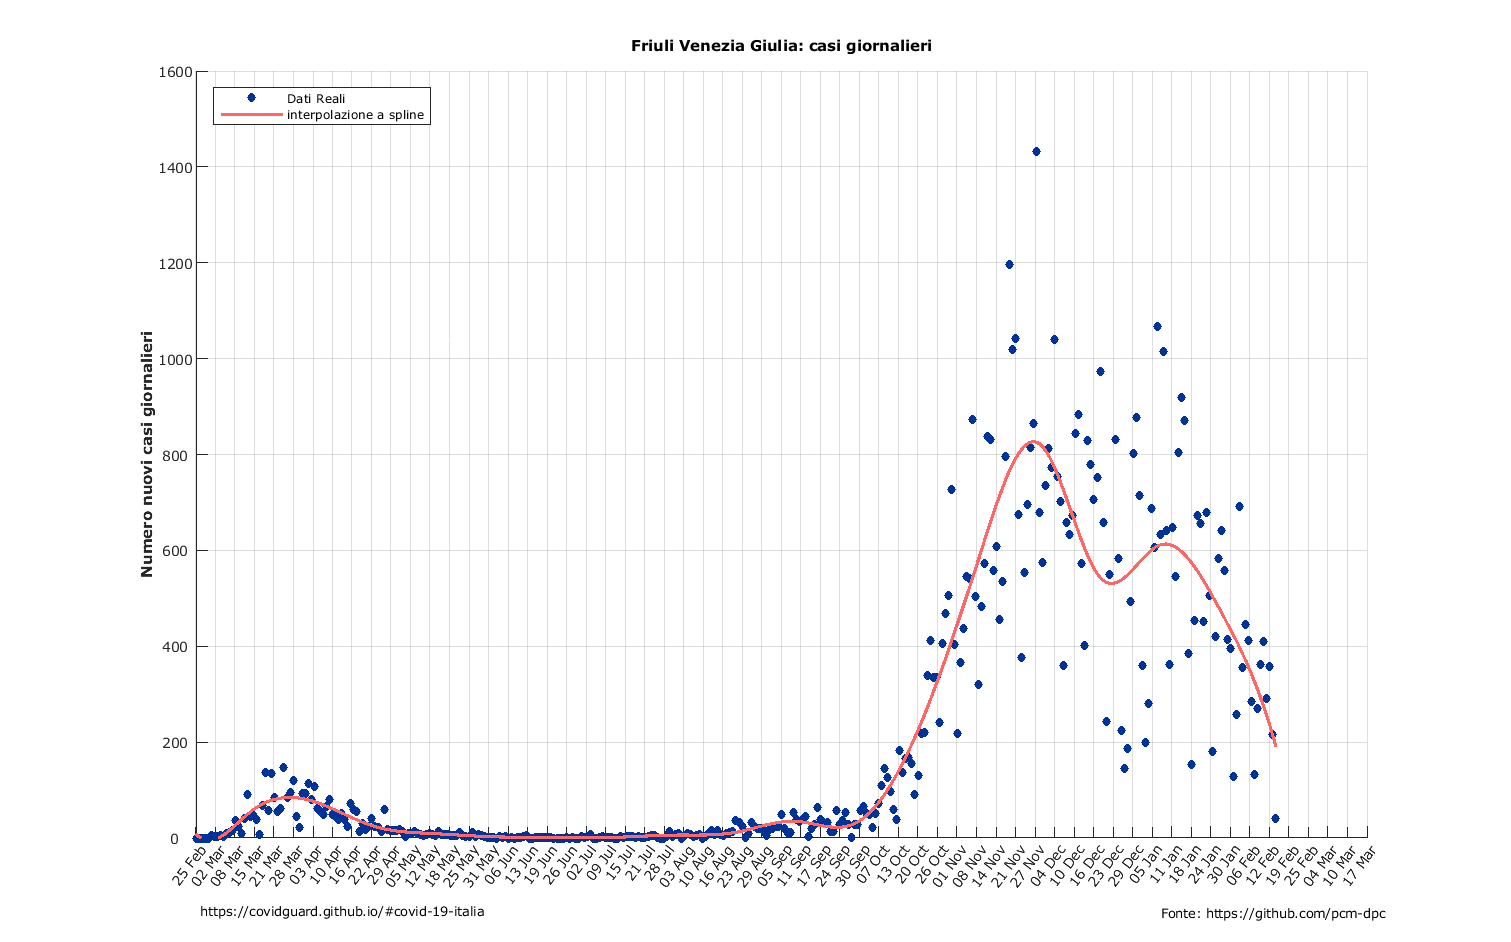 Friuli Venezia Giulia: casi giornalieri
Dati Reali
interpolazione a spline
Numero nuovi casi giornalieri
1600
1400
1200
1000
800
600
400
200
0
25 Feb
02 Mar
08 Mar
15 Mar
21 Mar
28 Mar
03 Apr
10 Apr
16 Apr
22 Apr
29 Apr
05 May
12 May
18 May
25 May
31 May
06 Jun
13 Jun
19 Jun
26 Jun
02 Jul
09 Jul
15 Jul
21 Jul
28 Jul
03 Aug
10 Aug
16 Aug
23 Aug
29 Aug
05 Sep
11 Sep
17 Sep
24 Sep
30 Oct
07 Oct
13 Oct
20 Oct
26 Oct
01 Nov
08 Nov
14 Nov
21 Nov
27 Nov
04 Dec
10 Dec
16 Dec
23 Dec
29 Dec
05 Jan
11 Jan
18 Jan
24 Jan
30 Feb
06 Feb
12 Feb
19 Feb
25 Mar
04 Mar
10 Mar
17 Mar
https://covidguard.github.io/#covid-19-italia
Fonte: https://github.com/pcm-dpc